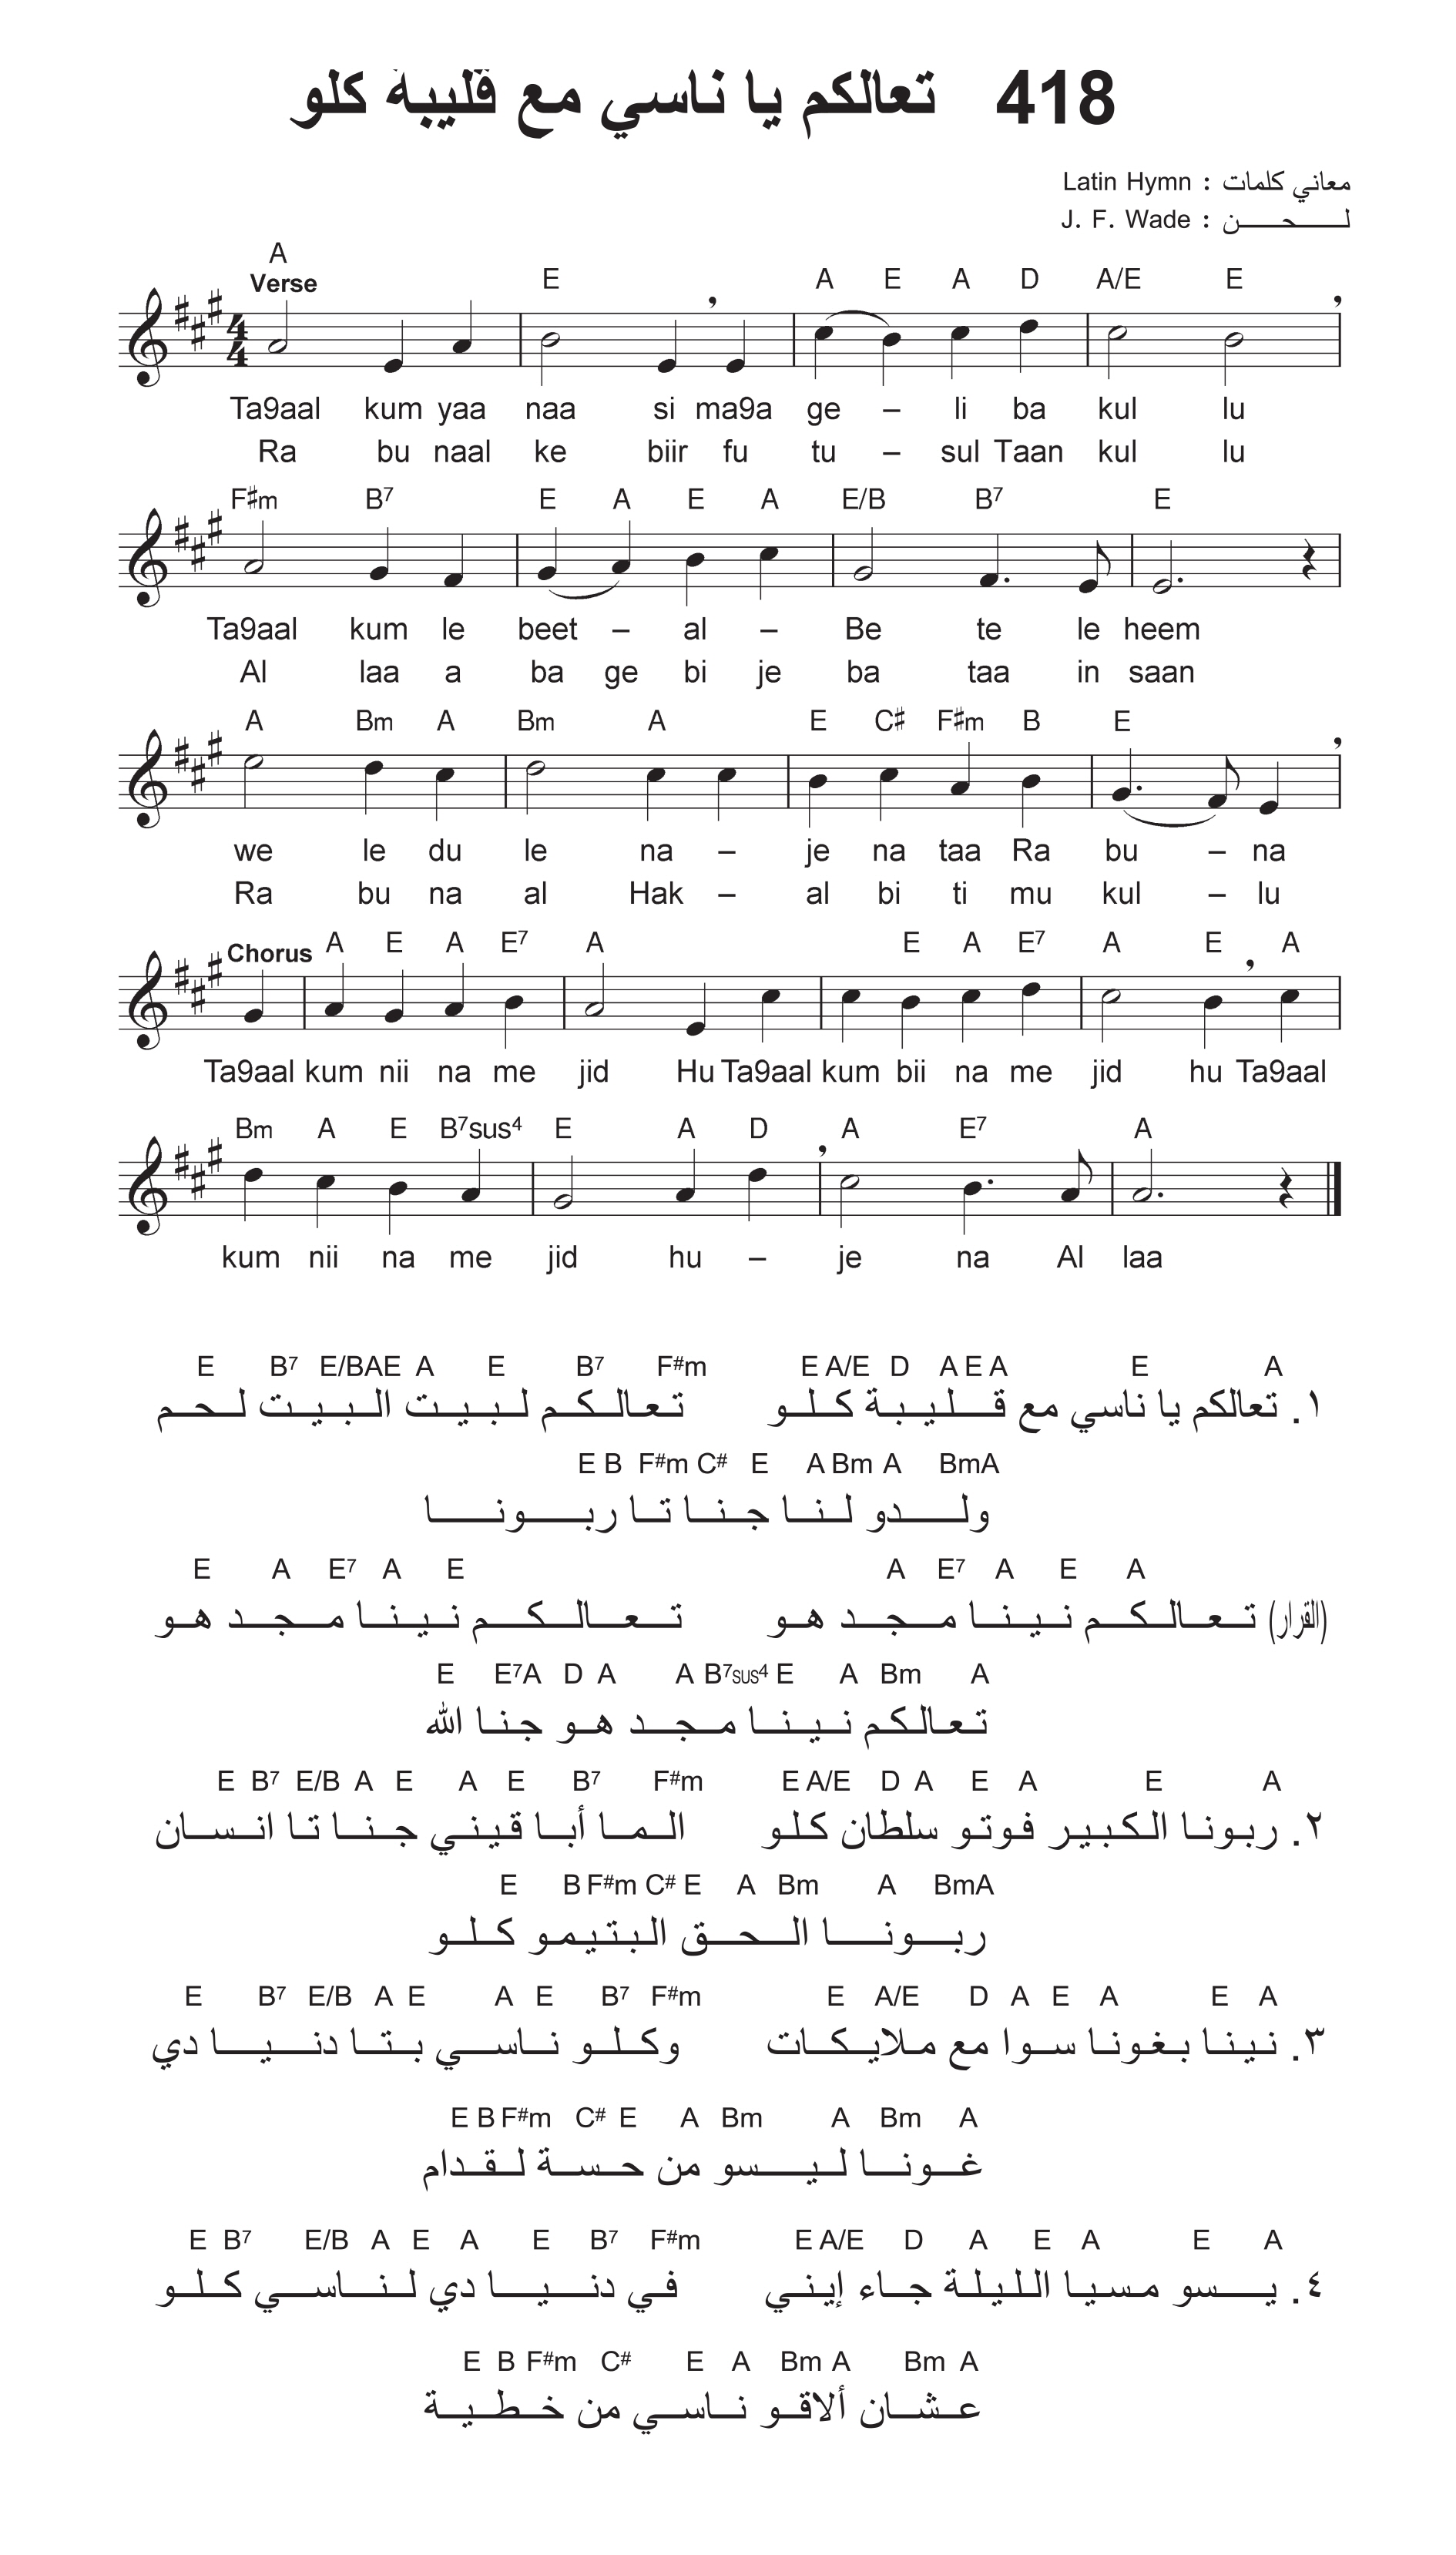 418 تعالكم يا ناسي مع قليبة كلو
معاني كلمات : Latin Hymn
لحن : J. F. Wade
A
Verse E A E A D A/E E
4 4
Ta9aal kum yaa naa si ma9a ge – li ba kul lu
Ra bu naal ke biir fu tu – sul Taan kul lu
F#m B7 E A E A E/B B7 E
Ta9aal kum le beet – al – Be te le heem
Al laa a ba ge bi je ba taa in saan
A Bm A Bm A E C# F#m B E
we le du le na – je na taa Ra bu – na
Ra bu na al Hak – al bi ti mu kul – lu
Chorus A E A E7 A E A E7 A E A
Ta9aal kum nii na me jid Hu Ta9aal kum bii na me jid hu Ta9aal
Bm A E B7sus4 E A D A E7 A
kum nii na me jid hu – je na Al laa
E B7 E/BAE A E B7 F#m E A/E D A E A E A
١. تعالكم يا ناسي مع قليبة كلو تعالكم لبيت البيت لحم
E B F#m C# E A Bm A BmA
ولدو لنا جنا تا ربونا
E A E7 A E A E7 A E A
(القرار) تعالكم نينا مجد هو تعالكم نينا مجد هو
E E7A D A A B7sus4 E A Bm A
تعالكم نينا مجد هو جنا الله
E B7 E/B A E A E B7 F#m E A/E D A E A E A
٢. ربونا الكبير فوتو سلطان كلو الما أبا قيني جنا تا انسان
E B F#m C# E A Bm A BmA
ربونا الحق البتيمو كلو
E B7 E/B A E A E B7 F#m E A/E D A E A E A
٣. نينا بغونا سوا مع ملايكات وكلو ناسي بتا دنيا دي
E B F#m C# E A Bm A Bm A
غونا ليسو من حسة لقدام
E B7 E/B A E A E B7 F#m E A/E D A E A E A
٤. يسو مسيا الليلة جاء إيني في دنيا دي لناسي كلو
E B F#m C# E A Bm A Bm A
عشان ألاقو ناسي من خطية